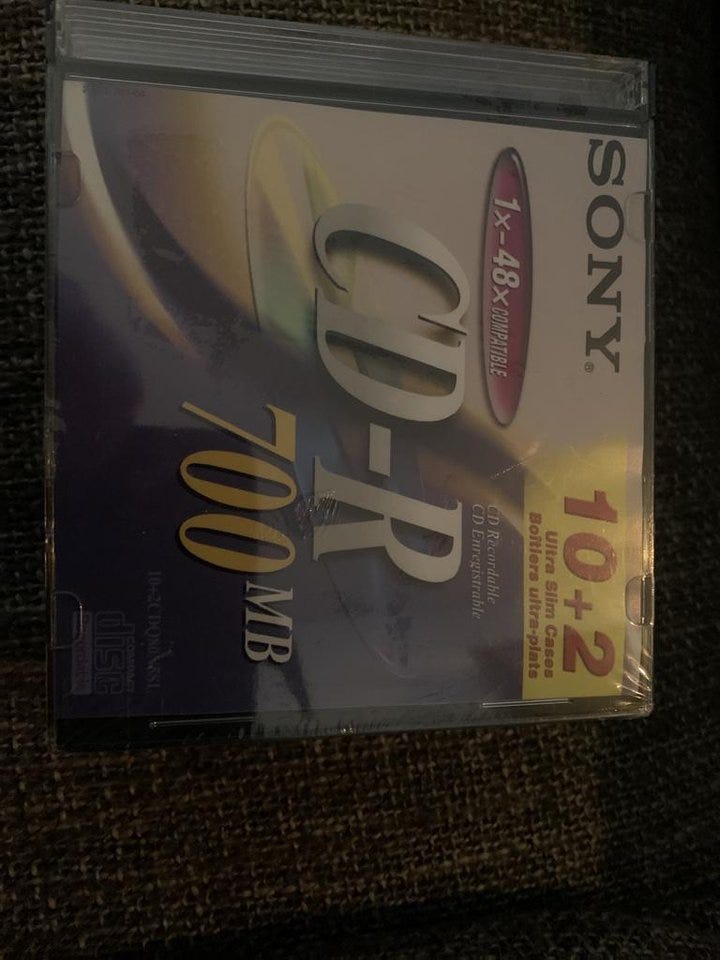 SONY®
1x-48x COMPATIBLE
10+2
Ultra Slim Cases
Boîtiers ultra-plats
CD-R
CD Recordable
CD Enregistrable
700 MB
COMPACT
disc